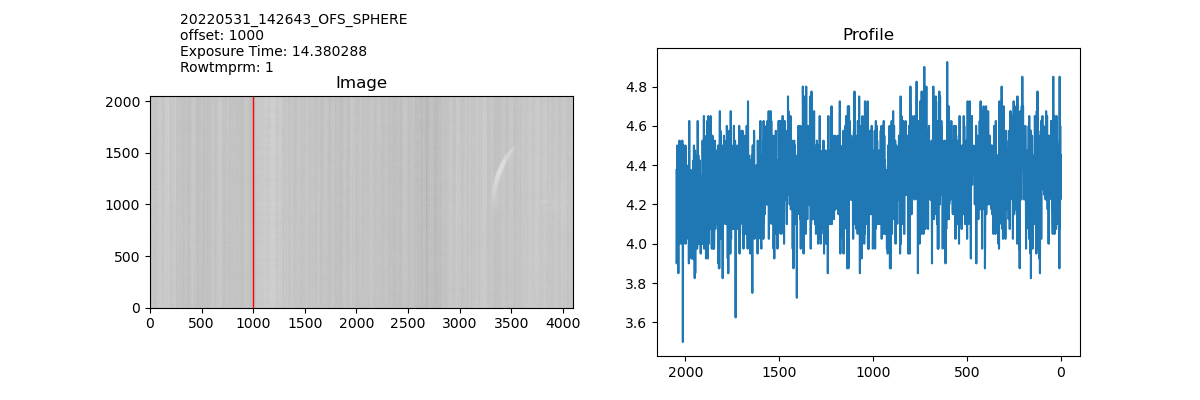 20220531_142643_OFS_SPHERE
offset: 1000
Exposure Time: 14.380288
Rowtmprm: 1
Image
2000
1500
1000
500
0
0 500 1000 1500 2000 2500 3000 3500 4000
Profile
4.8
4.6
4.4
4.2
4.0
3.8
3.6
2000 1500 1000 500 0